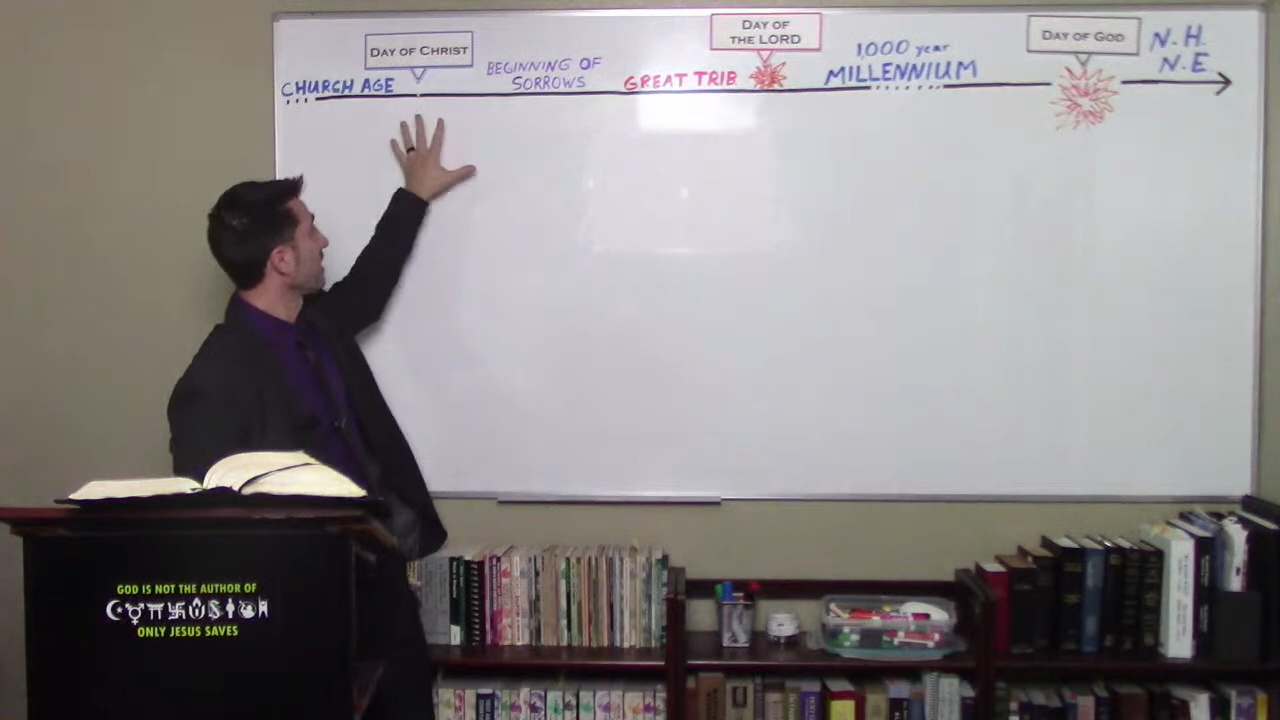 DAY OF CHRIST
DAY OF
THE LORD
DAY OF GOD
CHURCH AGE
BEGINNING OF
SORROWS
GREAT TRIB
1,000 year
MILLENNIUM
N.H.
N.E.
GOD IS NOT THE AUTHOR OF
ONLY JESUS SAVES